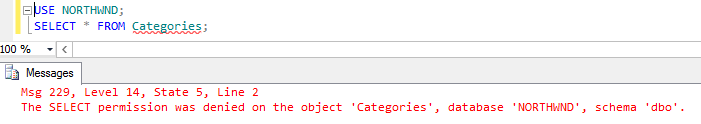 USE NORTHWND;
SELECT * FROM Categories;
100 %
Messages
Msg 229, Level 14, State 5, Line 2
The SELECT permission was denied on the object 'Categories', database 'NORTHWND', schema 'dbo'.